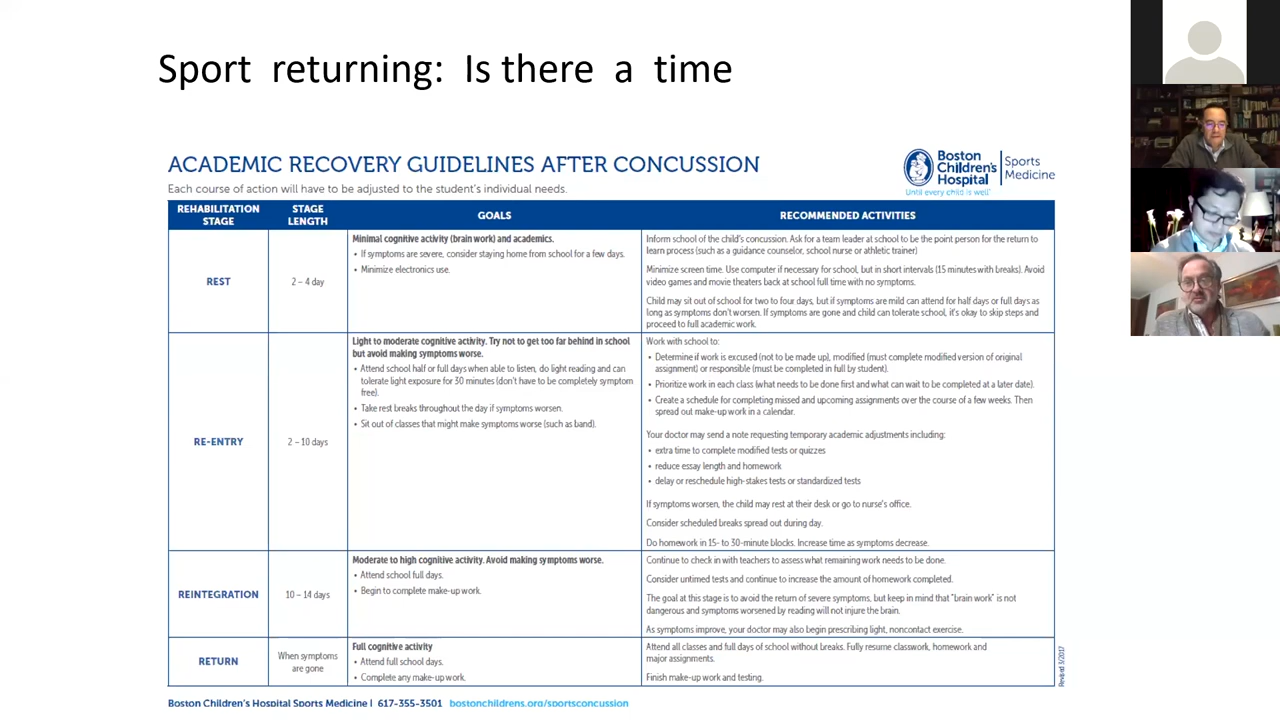 Sport returning: Is there a time
ACADEMIC RECOVERY GUIDELINES AFTER CONCUSSION
Each course of action will have to be adjusted to the student's individual needs.
Boston
Children's
Hospital
Until every child is well
Sports
Medicine
REHABILITATION
STAGE
STAGE
LENGTH
GOALS
RECOMMENDED ACTIVITIES
REST
2 – 4 day
Minimal cognitive activity (brain work) and academics.
• If symptoms are severe, consider staying home from school for a few days.
• Minimize electronics use.
Inform school of the child's concussion. Ask for a team leader at school to be the point person for the return to
learn process (such as a guidance counselor, school nurse or athletic trainer)
Minimize screen time. Use computer if necessary for school, but in short intervals (15 minutes with breaks). Avoid
video games and movie theaters back at school full time with no symptoms.
Child may sit out of school for two to four days, but if symptoms are mild can attend for half days or full days as
long as symptoms don't worsen. If symptoms are gone and child can tolerate school, it's okay to skip steps and
proceed to full academic work.
RE-ENTRY
2 – 10 days
Light to moderate cognitive activity. Try not to get too far behind in school
but avoid making symptoms worse.
• Attend school half or full days when able to listen, do light reading and can
tolerate light exposure for 30 minutes (don't have to be completely symptom
free).
• Take rest breaks throughout the day if symptoms worsen.
• Sit out of classes that might make symptoms worse (such as band).
Work with school to:
• Determine if work is excused (not to be made up), modified (must complete modified version of original
assignment) or responsible (must be completed in full by student).
• Prioritize work in each class (what needs to be done first and what can wait to be completed at a later date).
• Create a schedule for completing missed and upcoming assignments over the course of a few weeks. Then
spread out make-up work in a calendar.
Your doctor may send a note requesting temporary academic adjustments including:
• extra time to complete modified tests or quizzes
• reduce essay length and homework
• delay or reschedule high-stakes tests or standardized tests
If symptoms worsen, the child may rest at their desk or go to nurse's office.
Consider scheduled breaks spread out during day.
Do homework in 15- to 30-minute blocks. Increase time as symptoms decrease.
REINTEGRATION
10 – 14 days
Moderate to high cognitive activity. Avoid making symptoms worse.
• Attend school full days.
• Begin to complete make-up work.
Continue to check in with teachers to assess what remaining work needs to be done.
Consider untimed tests and continue to increase the amount of homework completed.
The goal at this stage is to avoid the return of severe symptoms, but keep in mind that "brain work" is not
dangerous and symptoms worsened by reading will not injure the brain.
As symptoms improve, your doctor may also begin prescribing light, noncontact exercise.
RETURN
When symptoms
are gone
Full cognitive activity
• Attend full school days.
• Complete any make-up work.
Attend all classes and full days of school without breaks. Fully resume classwork, homework and
major assignments.
Finish make-up work and testing.
Revised 3/2017
Boston Children's Hospital Sports Medicine | 617-355-3501 bostonchildrens.org/sportsconcussion